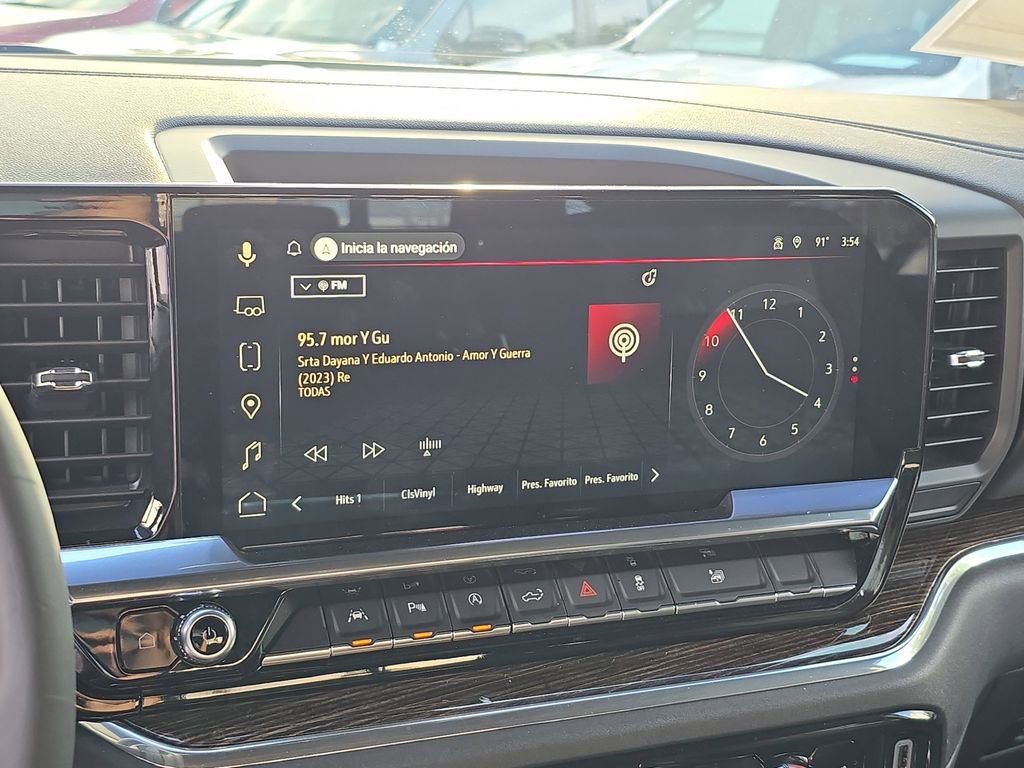 Inicia la navegación
91° 3:54
FM
95.7 mor Y Gu
Srta Dayana Y Eduardo Antonio - Amor Y Guerra
(2023) Re
TODAS
Hits 1 ClsVinyl Highway Pres. Favorito Pres. Favorito
12
1
2
3
4
5
6
7
8
9
10
11
P
A